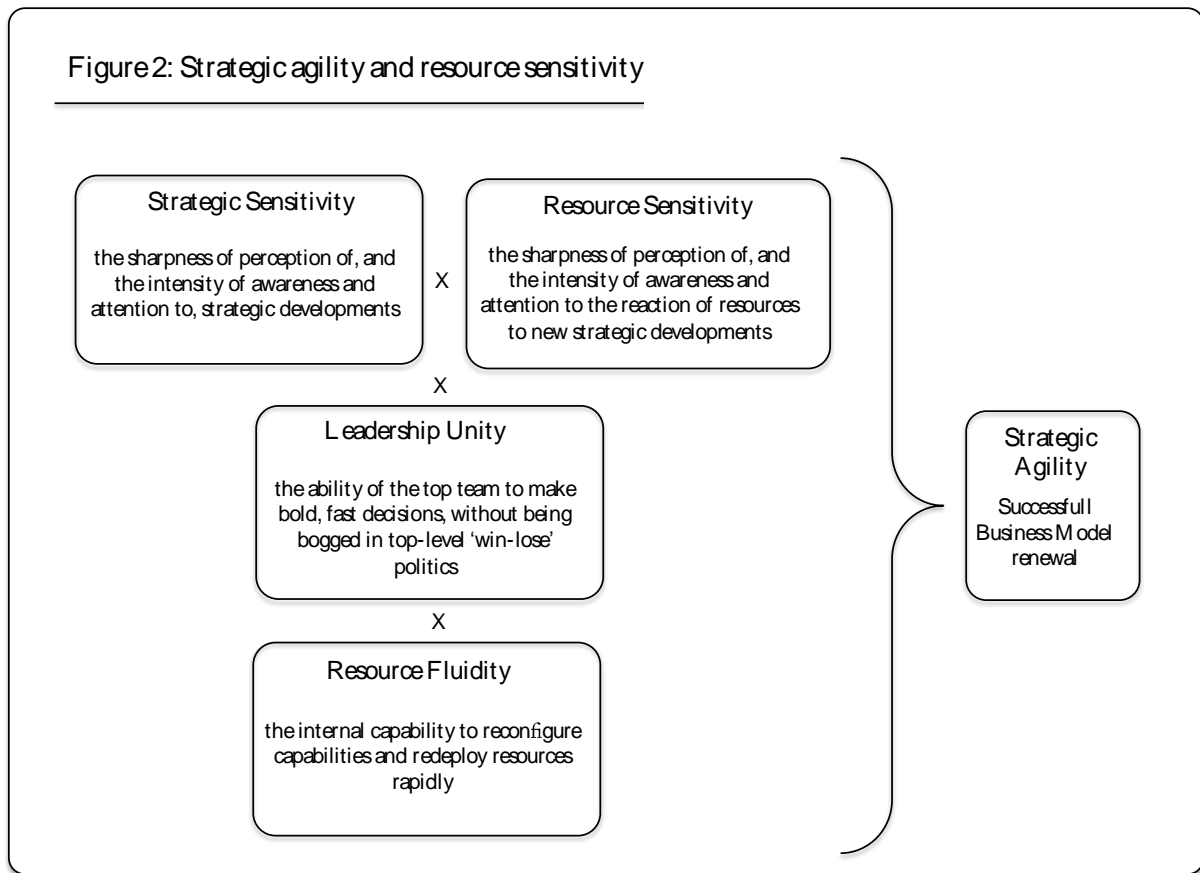 Figure 2: Strategic agility and resource sensitivity
Strategic Sensitivity
the sharpness of perception of, and
the intensity of awareness and
attention to, strategic developments
X
Resource Sensitivity
the sharpness of perception of, and
the intensity of awareness and
attention to the reaction of resources
to new strategic developments
X
Leadership Unity
the ability of the top team to make
bold, fast decisions, without being
bogged in top-level ‘win-lose’
politics
X
Resource Fluidity
the internal capability to reconfigure
capabilities and redeploy resources
rapidly
Strategic
Agility
Successfull
Business Model
renewal